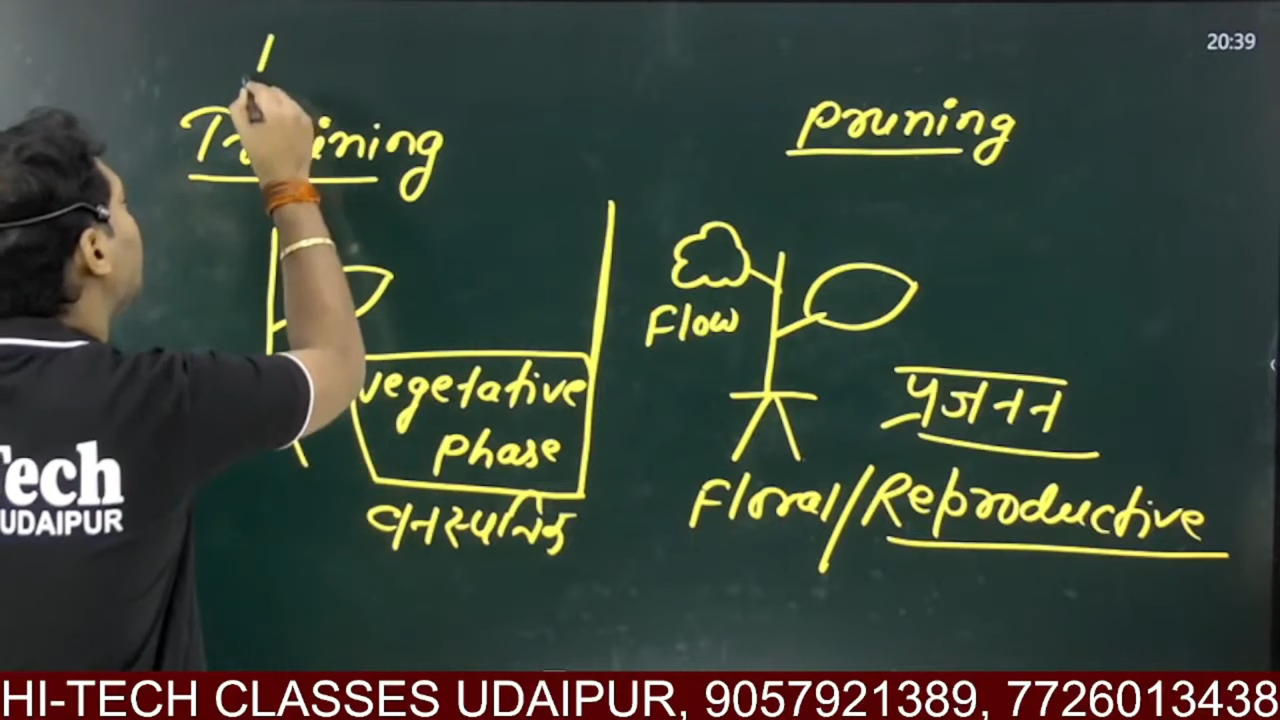 20:39
Training
pruning
Flow
vegetative
phase
वनस्पतिक
प्रजनन
Floral/Reproductive
Tech
UDAIPUR
HI-TECH CLASSES UDAIPUR, 9057921389, 7726013438